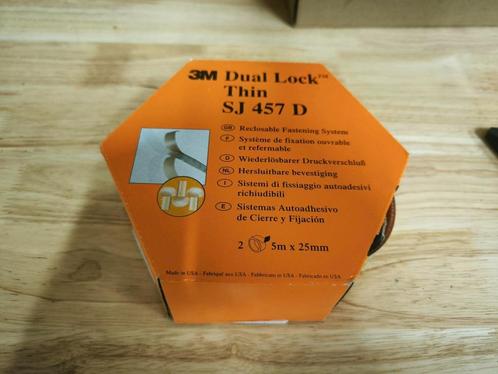 3M Dual Lock™
Thin
SJ 457 D
GB Reclosable Fastening System
F Système de fixation ouvrable
et refermable
D Wiederlösbarer Druckverschluß
NL Hersluitbare bevestiging
I Sistemi di fissiaggio autoadesivi
richiudibili
E Sistemas Autoadhesivo
de Cierre y Fijación
2 5m x 25mm
Made in USA - Fabriqué aux USA - Fabbricato in USA - Fabricado en USA